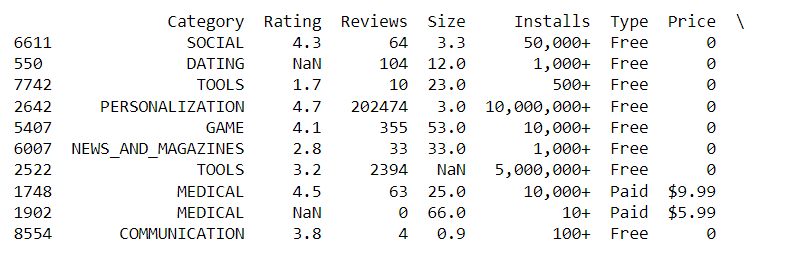 Category Rating Reviews Size Installs Type Price \
6611 SOCIAL 4.3 64 3.3 50,000+ Free 0
550 DATING NaN 104 12.0 1,000+ Free 0
7742 TOOLS 1.7 10 23.0 500+ Free 0
2642 PERSONALIZATION 4.7 202474 3.0 10,000,000+ Free 0
5407 GAME 4.1 355 53.0 10,000+ Free 0
6007 NEWS_AND_MAGAZINES 2.8 33 33.0 1,000+ Free 0
2522 TOOLS 3.2 2394 NaN 5,000,000+ Free 0
1748 MEDICAL 4.5 63 25.0 10,000+ Paid $9.99
1902 MEDICAL NaN 0 66.0 10+ Paid $5.99
8554 COMMUNICATION 3.8 4 0.9 100+ Free 0